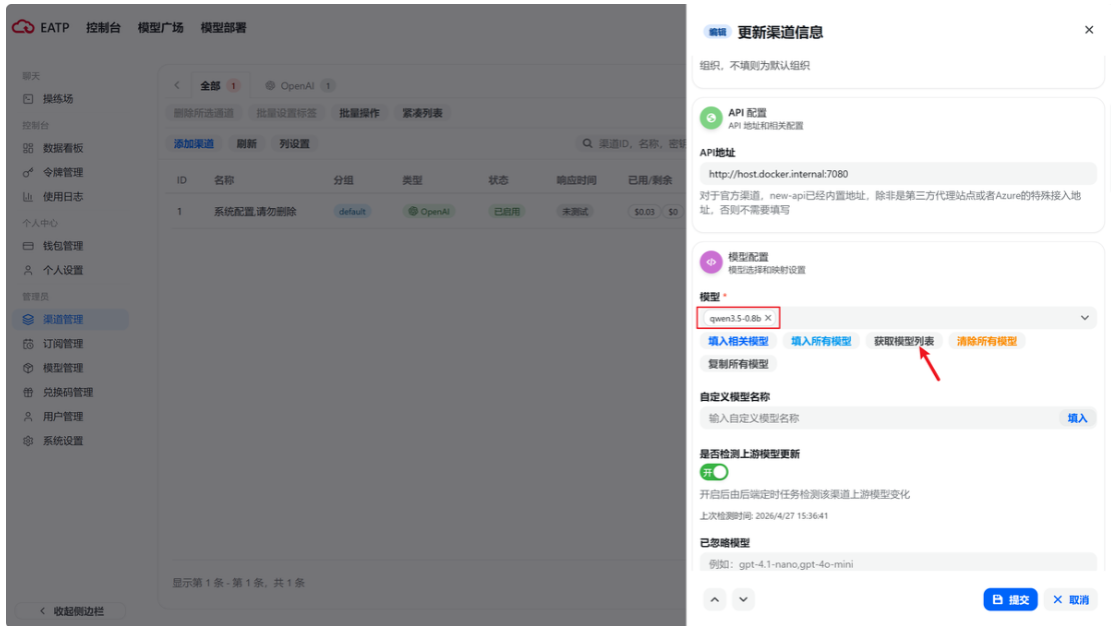 EATP 控制台 模型广场 模型部署
聊天
操练场
控制台
数据看板
令牌管理
使用日志
个人中心
钱包管理
个人设置
管理员
渠道管理
订阅管理
模型管理
兑换码管理
用户管理
系统设置
收起侧边栏
全部 1 OpenAI 1
删除所选通道 批量设置标签 批量操作 紧凑列表
添加渠道 刷新 列设置 渠道ID，名称，密钥
ID 名称 分组 类型 状态 响应时间 已用/剩余
1 系统配置,请勿删除 default OpenAI 已启用 未测试 $0.03 $0
显示第 1 条 - 第 1 条，共 1 条
编辑 更新渠道信息
组织，不填则为默认组织
API 配置
API 地址和相关配置
API地址
http://host.docker.internal:7080
对于官方渠道，new-api已经内置地址，除非是第三方代理站点或者Azure的特殊接入地
址，否则不需要填写
模型配置
模型选择和映射设置
模型 *
qwen3.5-0.8b
填入相关模型 填入所有模型 获取模型列表 清除所有模型
复制所有模型
自定义模型名称
输入自定义模型名称 填入
是否检测上游模型更新
开
开启后由后端定时任务检测该渠道上游模型变化
上次检测时间: 2026/4/27 15:36:41
已忽略模型
例如：gpt-4.1-nano,gpt-4o-mini
提交 取消